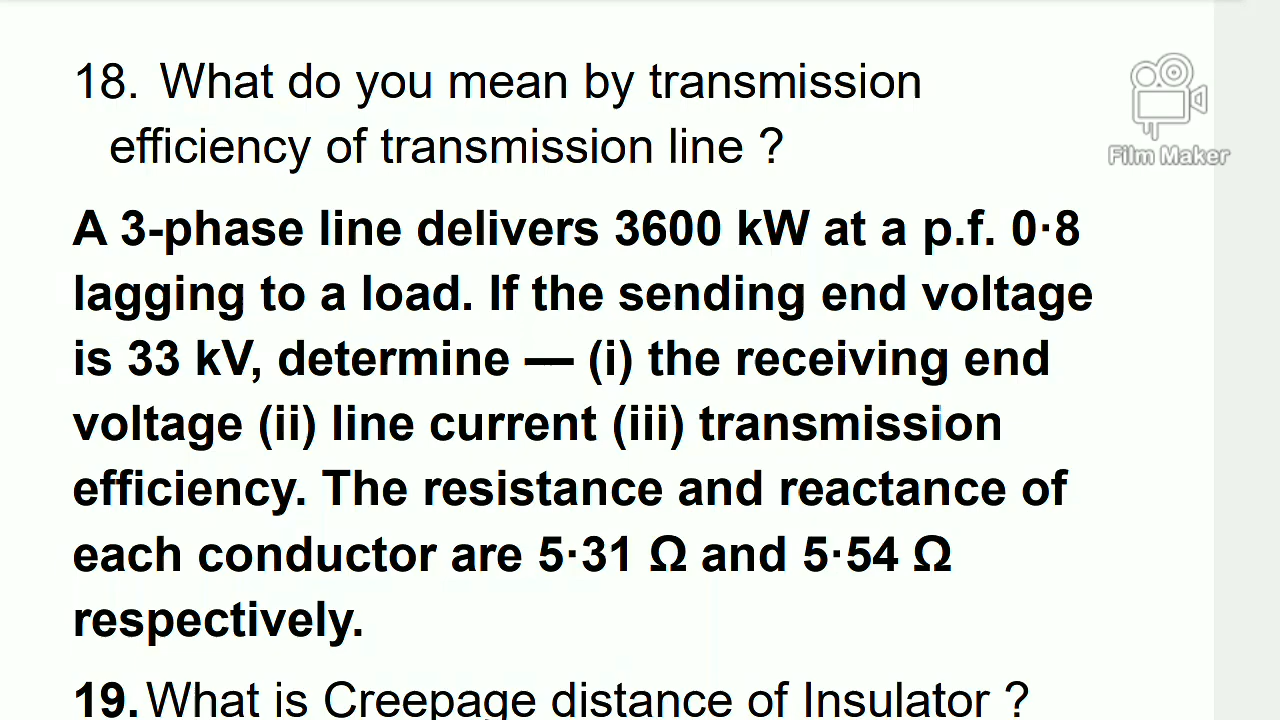 18. What do you mean by transmission
efficiency of transmission line ?
Film Maker
A 3-phase line delivers 3600 kW at a p.f. 0·8
lagging to a load. If the sending end voltage
is 33 kV, determine — (i) the receiving end
voltage (ii) line current (iii) transmission
efficiency. The resistance and reactance of
each conductor are 5·31 Ω and 5·54 Ω
respectively.
19. What is Creepage distance of Insulator ?